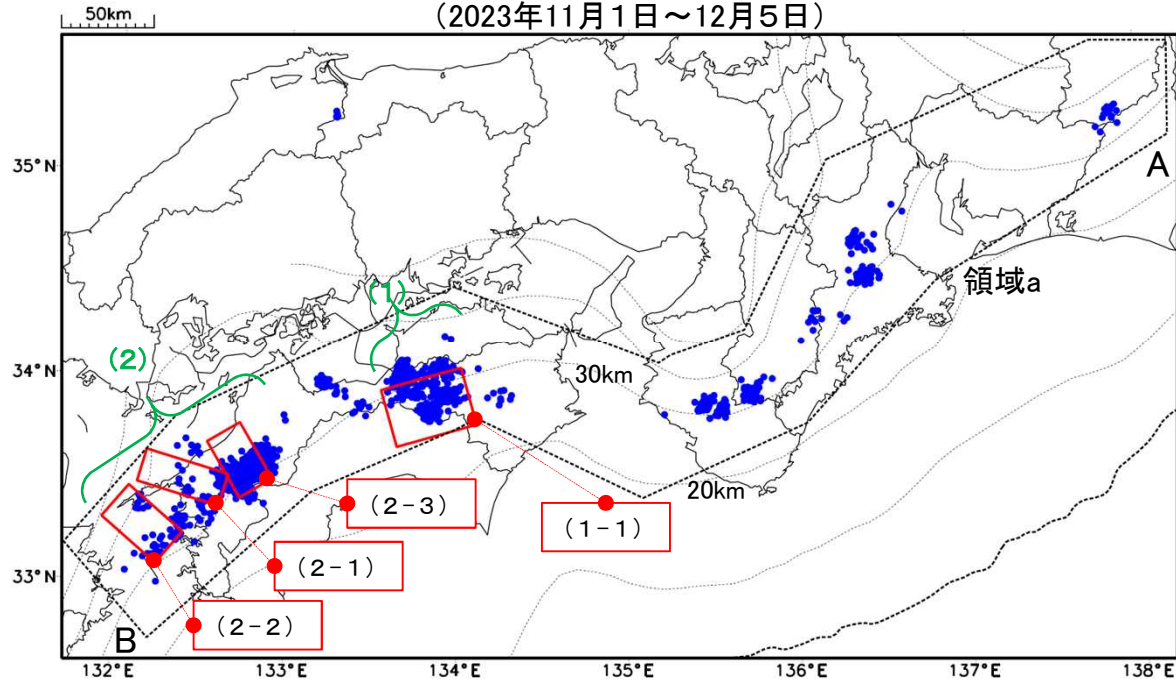 50km
（2023年11月１日～12月５日）
35°N
A
領域a
（1）
34°N
（2）
30km
20km
（２－３）
（１－１）
（２－１）
33°N
（２－２）
B
132°E
133°E
134°E
135°E
136°E
137°E
138°E